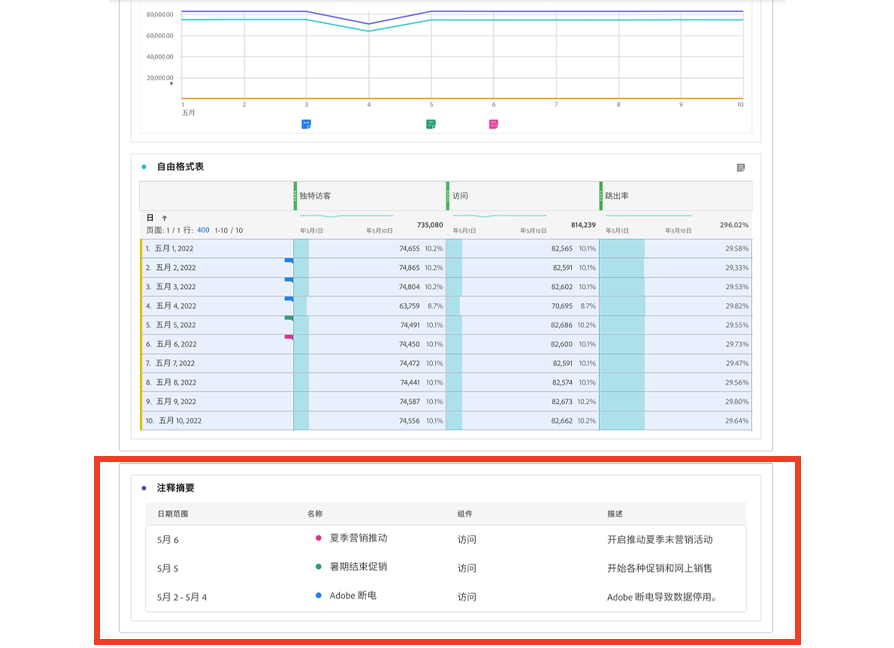 80,000.00
60,000.00
40,000.00
20,000.00
1 2 3 4 5 6 7 8 9 10
五月
自由格式表
独特访客 访问 跳出率
日 ↑
页面: 1 / 1 行: 400 1-10 / 10 年5月1日 年5月10日 735,080 年5月1日 年5月10日 814,239 年5月1日 年5月10日 296.02%
1. 五月 1, 2022 74,655 10.2% 82,565 10.1% 29.58%
2. 五月 2, 2022 74,865 10.2% 82,591 10.1% 29.33%
3. 五月 3, 2022 74,804 10.2% 82,602 10.1% 29.53%
4. 五月 4, 2022 63,759 8.7% 70,695 8.7% 29.82%
5. 五月 5, 2022 74,491 10.1% 82,686 10.2% 29.55%
6. 五月 6, 2022 74,450 10.1% 82,600 10.1% 29.73%
7. 五月 7, 2022 74,472 10.1% 82,591 10.1% 29.47%
8. 五月 8, 2022 74,441 10.1% 82,574 10.1% 29.56%
9. 五月 9, 2022 74,587 10.1% 82,673 10.2% 29.80%
10. 五月 10, 2022 74,556 10.1% 82,662 10.2% 29.64%
注释摘要
日期范围 名称 组件 描述
5月 6 夏季营销推动 访问 开启推动夏季末营销活动
5月 5 暑期结束促销 访问 开始各种促销和网上销售
5月 2 - 5月 4 Adobe 断电 访问 Adobe 断电导致数据停用。